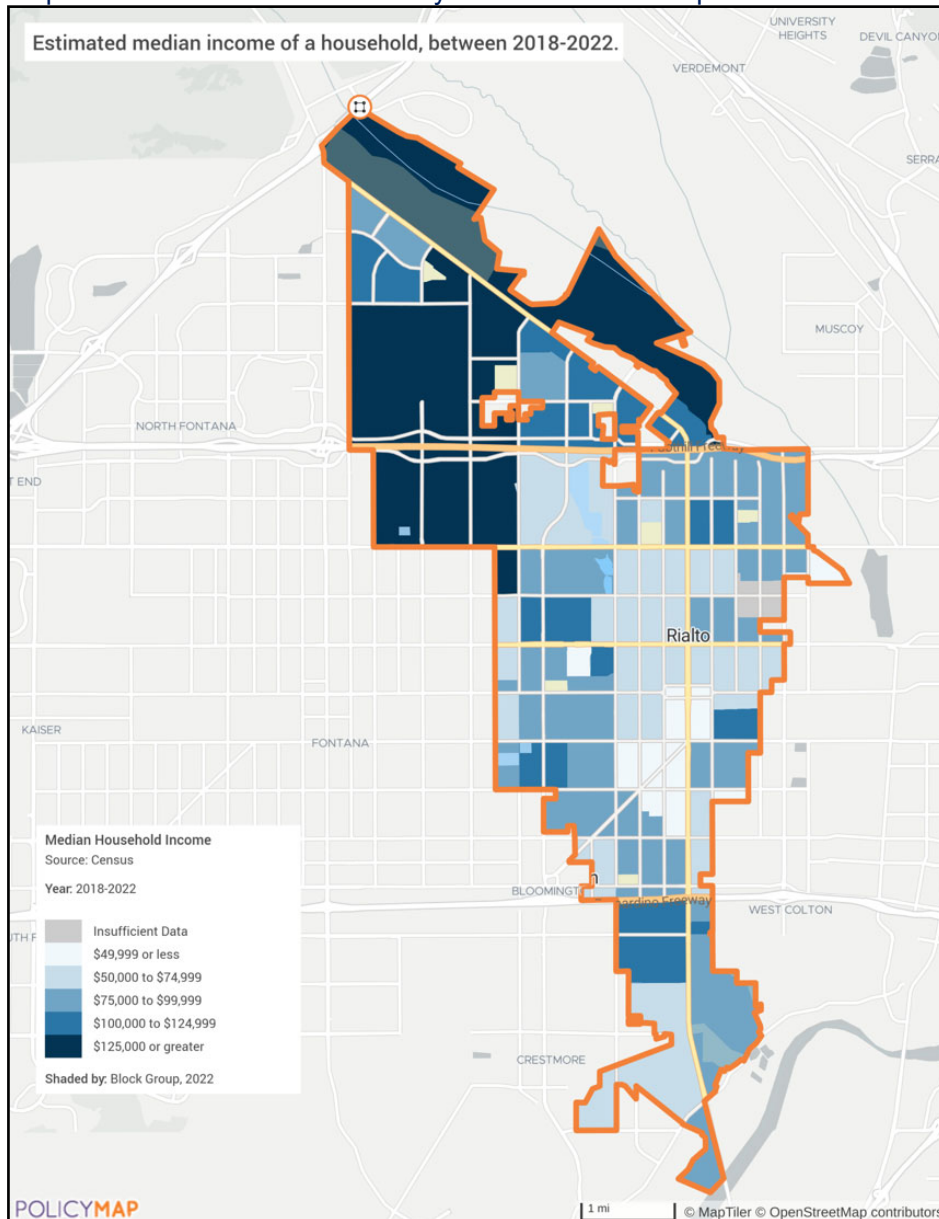 Estimated median income of a household, between 2018-2022.
UNIVERSITY
HEIGHTS
DEVIL CANYO
VERDEMONT
SERRA
MUSCOY
NORTH FONTANA
T END
Rialto
KAISER
FONTANA
BLOOMINGT
n
WEST COLTON
CRESTMORE
Median Household Income
Source: Census
Year: 2018-2022
Insufficient Data
$49,999 or less
$50,000 to $74,999
$75,000 to $99,999
$100,000 to $124,999
$125,000 or greater
Shaded by: Block Group, 2022
POLICYMAP
1 mi
© MapTiler © OpenStreetMap contributors